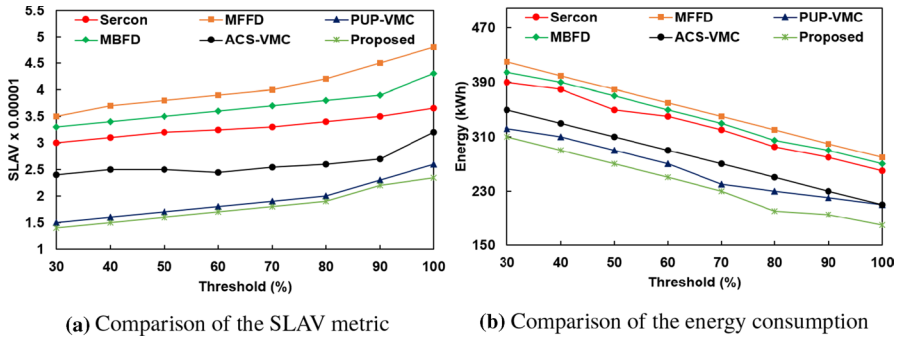 5.5
5
4.5
4
3.5
3
2.5
2
1.5
1
SLAV x 0.00001
Sercon MFFD PUP-VMC
MBFD ACS-VMC Proposed
30 40 50 60 70 80 90 100
Threshold (%)
(a) Comparison of the SLAV metric
470
390
310
230
150
Energy (kWh)
Sercon MFFD PUP-VMC
MBFD ACS-VMC Proposed
30 40 50 60 70 80 90 100
Threshold (%)
(b) Comparison of the energy consumption